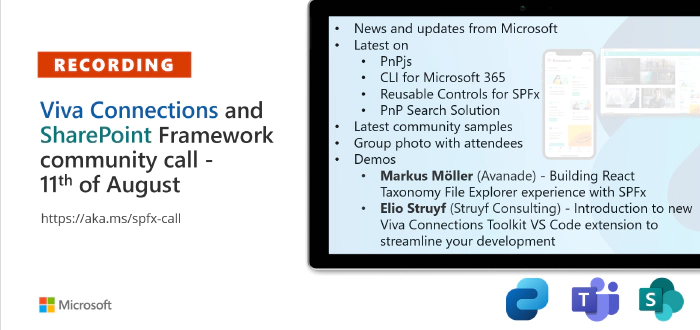 RECORDING
Viva Connections and
SharePoint Framework
community call -
11th of August
https://aka.ms/spfx-call
Microsoft
• News and updates from Microsoft
• Latest on
• PnPjs
• CLI for Microsoft 365
• Reusable Controls for SPFx
• PnP Search Solution
• Latest community samples
• Group photo with attendees
• Demos
• Markus Möller (Avanade) - Building React
Taxonomy File Explorer experience with SPFx
• Elio Struyf (Struyf Consulting) - Introduction to new
Viva Connections Toolkit VS Code extension to
streamline your development
T
S